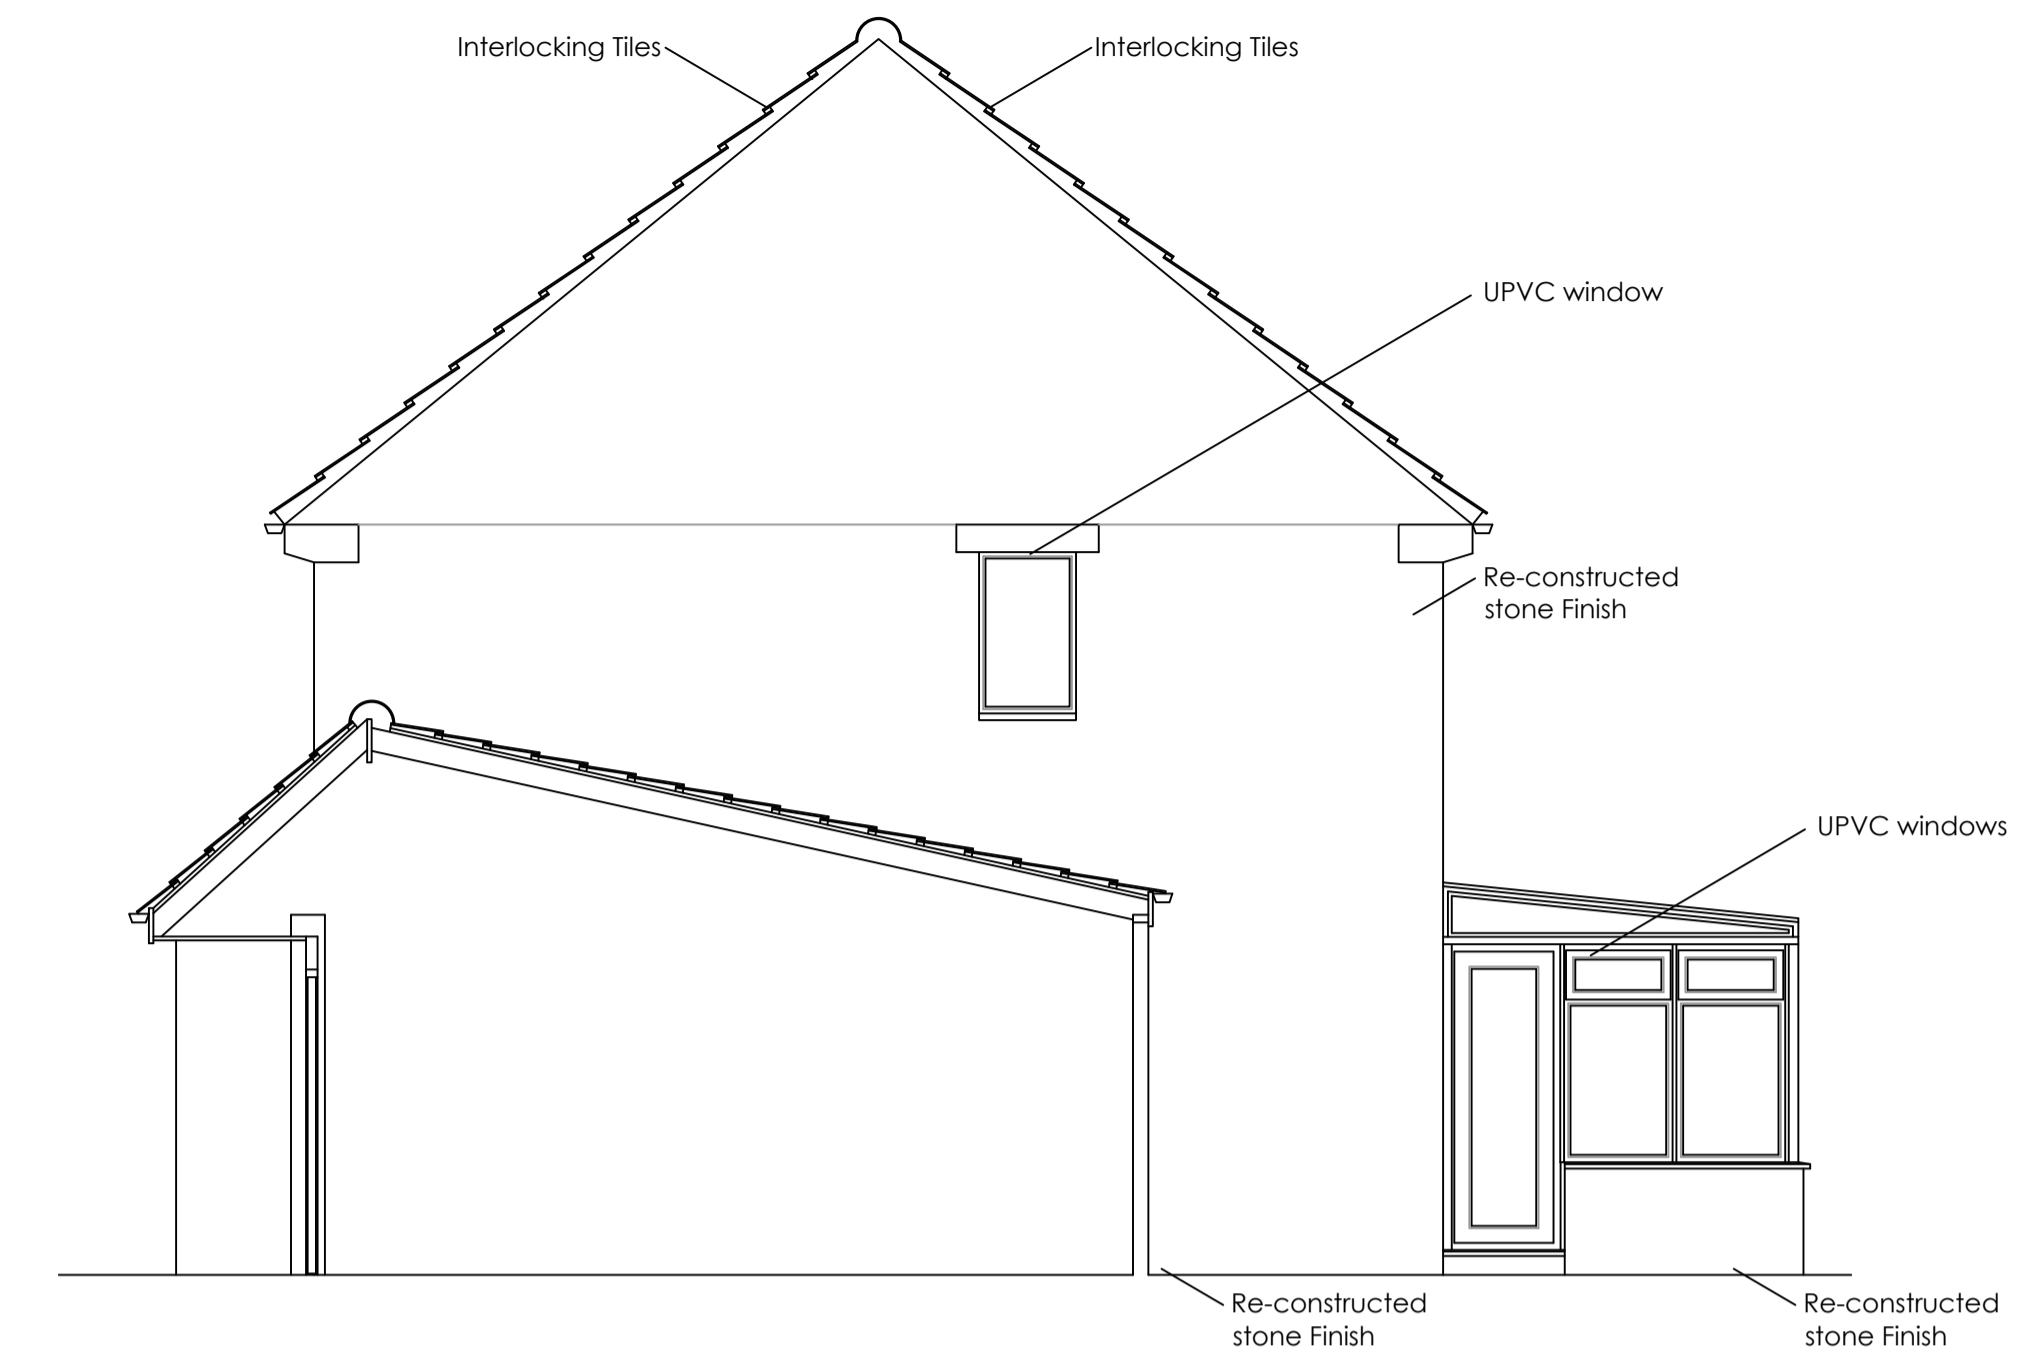 Interlocking Tiles
Interlocking Tiles
UPVC window
Re-constructed
stone Finish
UPVC windows
Re-constructed
stone Finish
Re-constructed
stone Finish